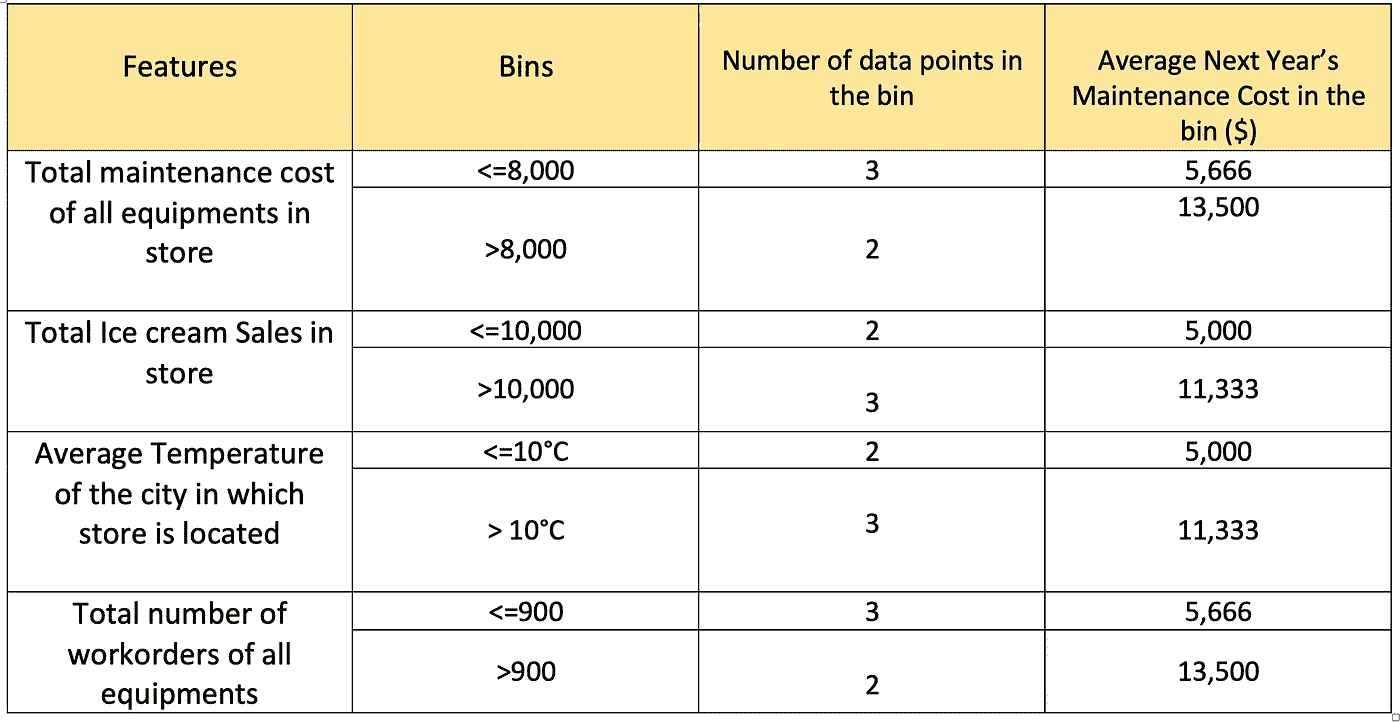 Features
Bins
Number of data points in
the bin
Average Next Year's
Maintenance Cost in the
bin ($)
Total maintenance cost
of all equipments in
store
<=8,000
3
5,666
>8,000
2
13,500
Total Ice cream Sales in
store
<=10,000
2
5,000
>10,000
3
11,333
Average Temperature
of the city in which
store is located
<=10°C
2
5,000
> 10°C
3
11,333
Total number of
workorders of all
equipments
<=900
3
5,666
>900
2
13,500